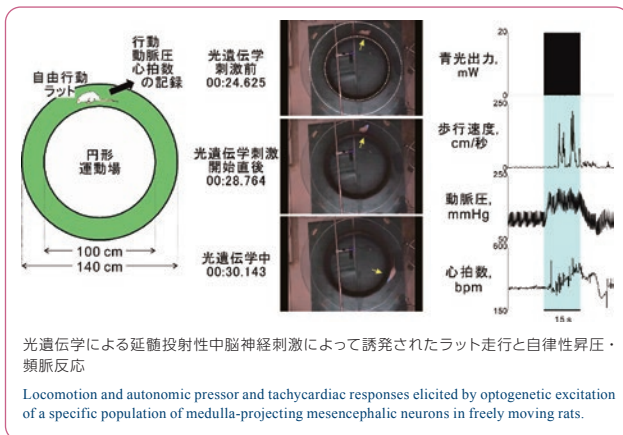 自由行動
ラット
行動
動脈圧
心拍数
の記録
円形
運動場
100 cm
140 cm
光遺伝学
刺激前
00:24.625
光遺伝学刺激
開始直後
00:28.764
光遺伝学中
00:30.143
青光出力,
mW
20
0
歩行速度,
cm/秒
250
0
動脈圧,
mmHg
250
50
心拍数,
bpm
600
150
15 s
光遺伝学による延髄投射性中脳神経刺激によって誘発されたラット走行と自律性昇圧・
頻脈反応
Locomotion and autonomic pressor and tachycardiac responses elicited by optogenetic excitation
of a specific population of medulla-projecting mesencephalic neurons in freely moving rats.